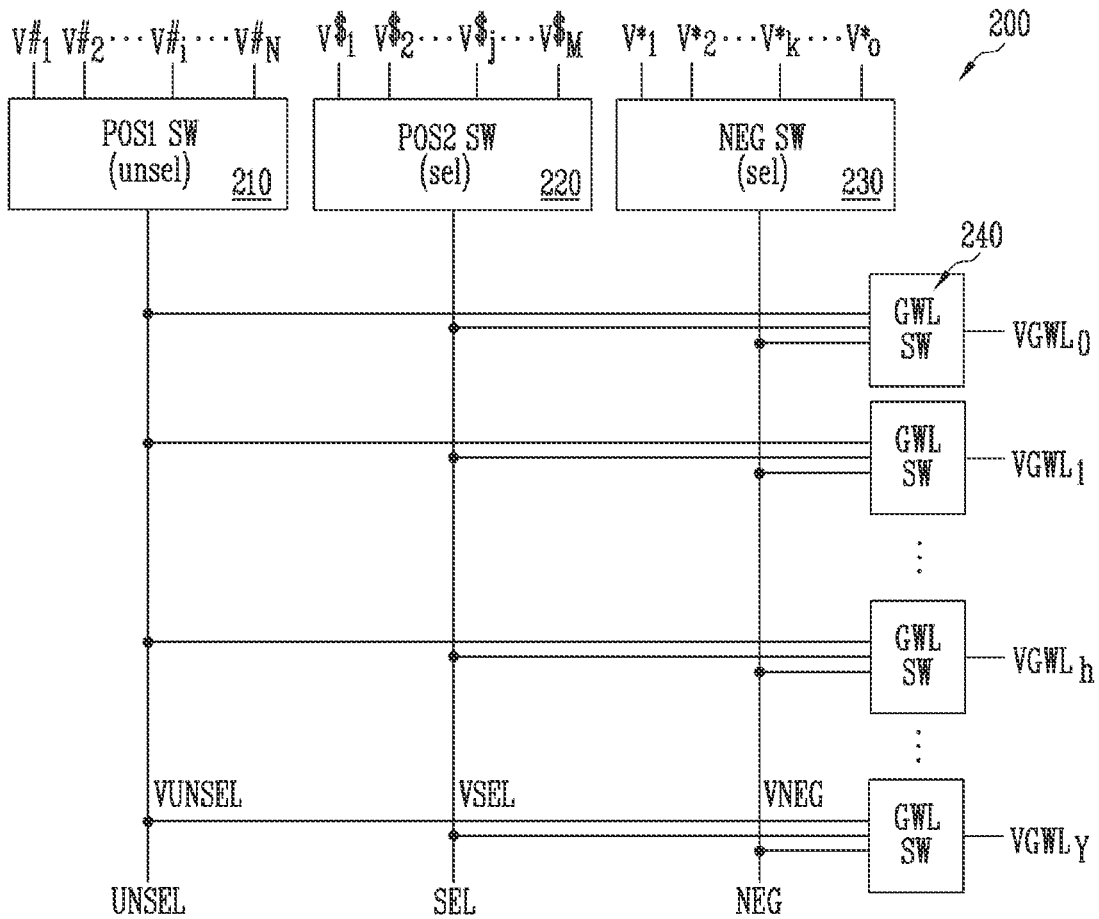 V#1 V#2 ··· V#i ··· V#N V$1 V$2 ··· V$j ··· V$M V*1 V*2 ··· V*k ··· V*o
200
POS1 SW
(unsel)
210
POS2 SW
(sel)
220
NEG SW
(sel)
230
240
GWL
SW
VGWL0
GWL
SW
VGWL1
GWL
SW
VGWLh
VUNSEL
VSEL
VNEG
GWL
SW
VGWLY
UNSEL
SEL
NEG